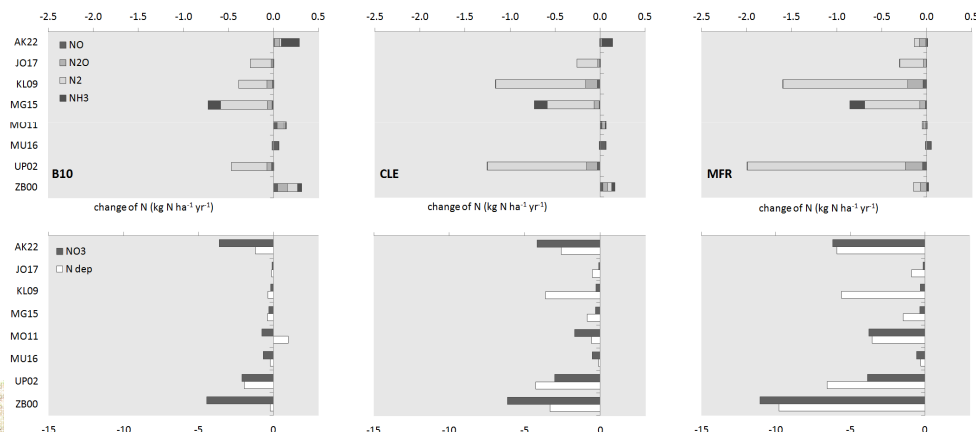 -2.5 -2.0 -1.5 -1.0 -0.5 0.0 0.5 -2.5 -2.0 -1.5 -1.0 -0.5 0.0 0.5 -2.5 -2.0 -1.5 -1.0 -0.5 0.0 0.5
AK22
JO17
KL09
MG15
MO11
MU16
UP02
ZB00
NO
N2O
N2
NH3
B10
CLE
MFR
change of N (kg N ha⁻¹ yr⁻¹) change of N (kg N ha⁻¹ yr⁻¹) change of N (kg N ha⁻¹ yr⁻¹)
AK22
JO17
KL09
MG15
MO11
MU16
UP02
ZB00
NO3
N dep
-15 -10 -5 0 5 -15 -10 -5 0 5 -15 -10 -5 0 5